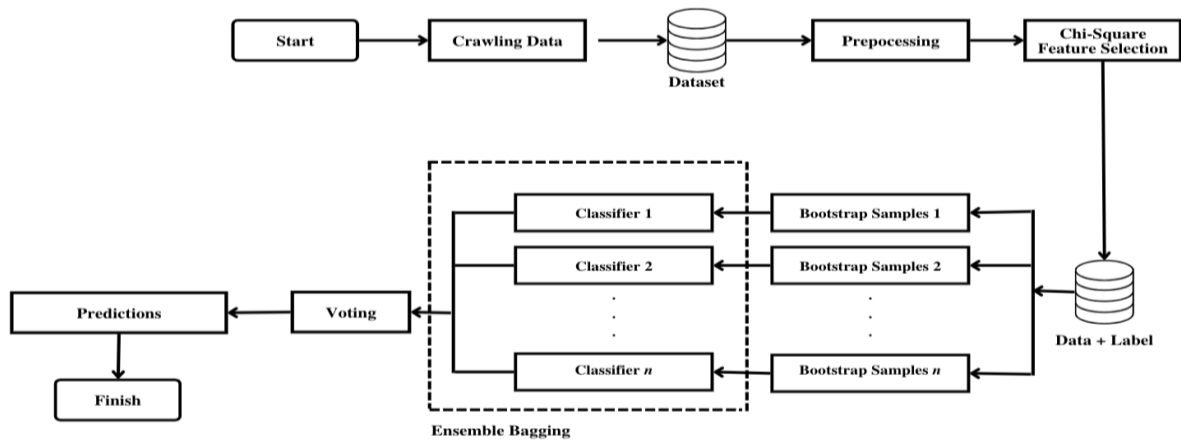 Start
Crawling Data
Dataset
Prepocessing
Chi-Square
Feature Selection
Data + Label
Bootstrap Samples 1
Bootstrap Samples 2
Bootstrap Samples n
Classifier 1
Classifier 2
Classifier n
Ensemble Bagging
Voting
Predictions
Finish